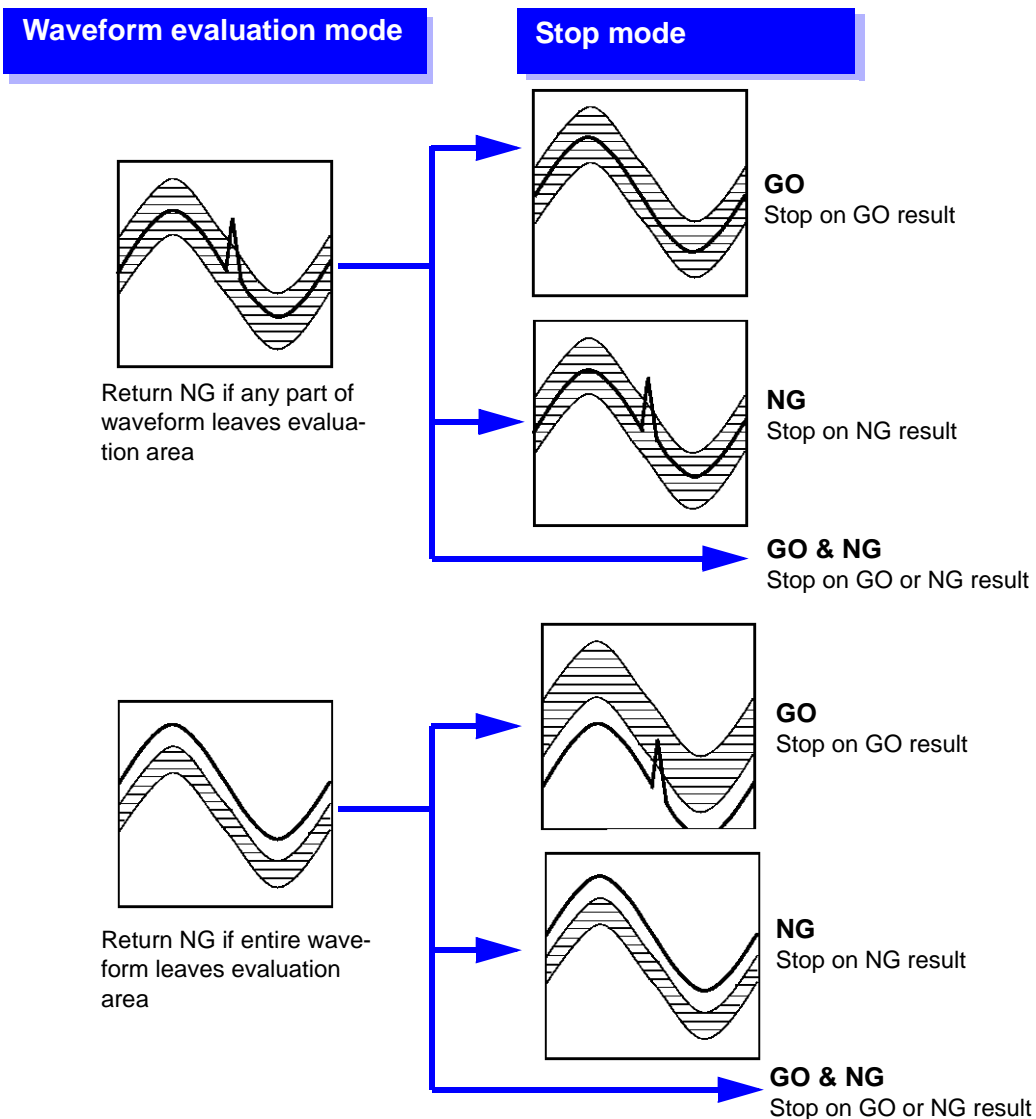 Waveform evaluation mode
Stop mode
GO
Stop on GO result
Return NG if any part of
waveform leaves evalua-
tion area
NG
Stop on NG result
GO & NG
Stop on GO or NG result
GO
Stop on GO result
Return NG if entire wave-
form leaves evaluation
area
NG
Stop on NG result
GO & NG
Stop on GO or NG result